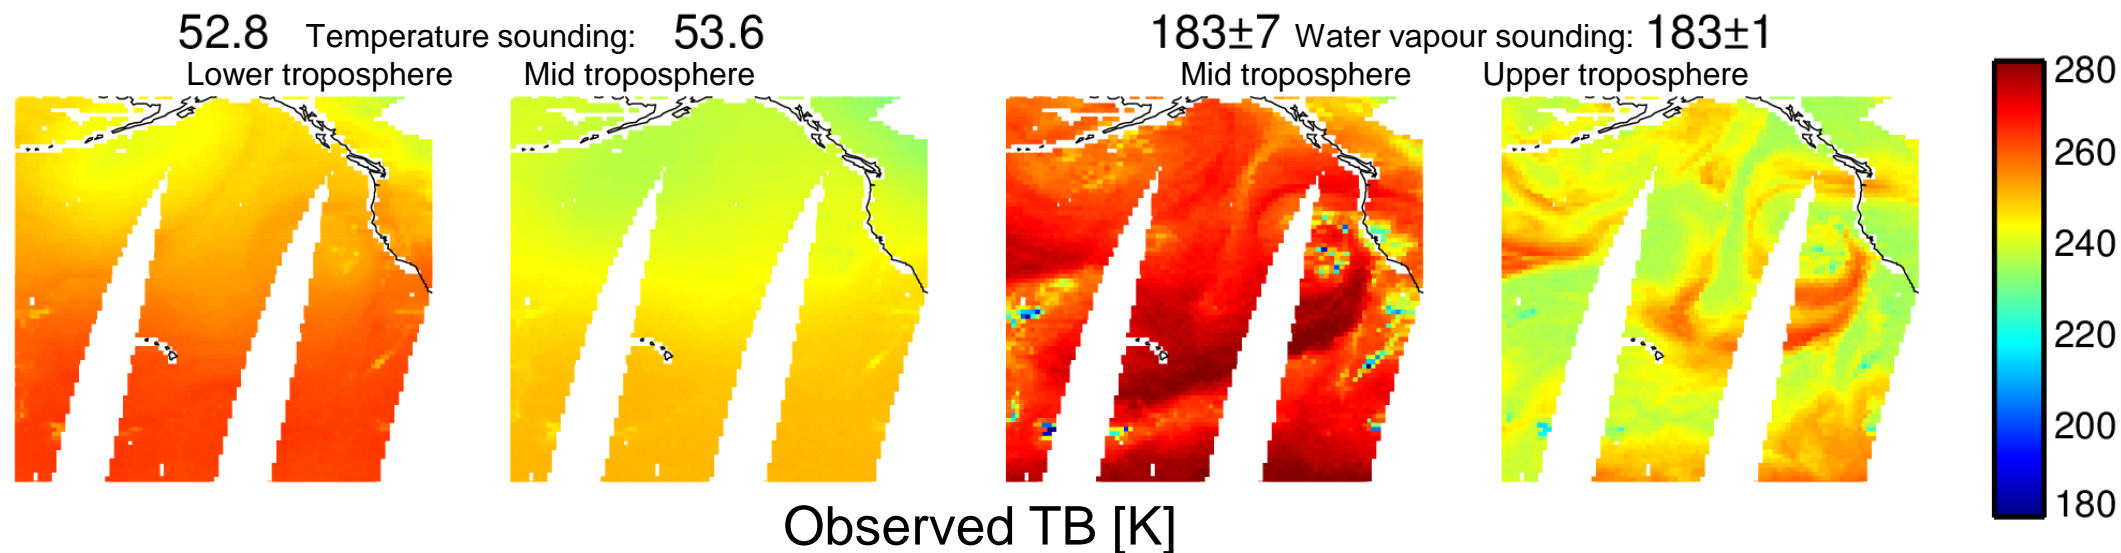 52.8 Temperature sounding: 53.6 183±7 Water vapour sounding: 183±1
Lower troposphere Mid troposphere Mid troposphere Upper troposphere
280
260
240
220
200
180
Observed TB [K]